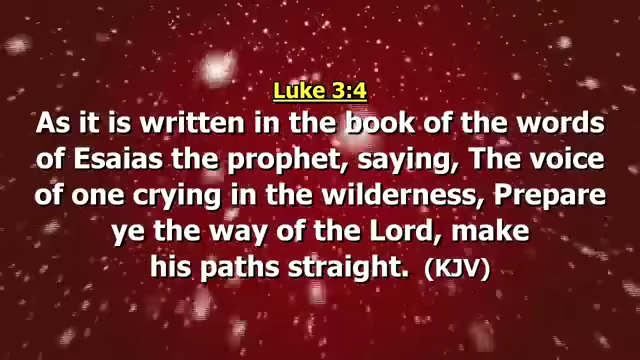 Luke 3:4
As it is written in the book of the words
of Esaias the prophet, saying, The voice
of one crying in the wilderness, Prepare
ye the way of the Lord, make
his paths straight. (KJV)